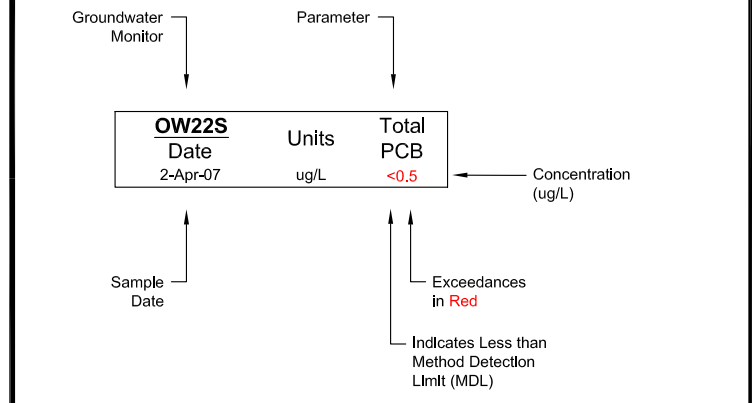 Groundwater
Monitor
Parameter
OW22S
Date
2-Apr-07
Units
ug/L
Total
PCB
<0.5
Concentration
(ug/L)
Sample
Date
Exceedances
in Red
Indicates Less than
Method Detection
Limit (MDL)